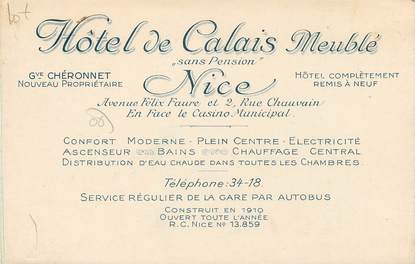 lot
Hôtel de Calais Meublé
"sans Pension"
Gve CHÉRONNET
NOUVEAU PROPRIÉTAIRE
Nice
HÔTEL COMPLÈTEMENT
REMIS À NEUF
Avenue Félix Faure et 2, Rue Chauvain
En Face le Casino Municipal
(06)
CONFORT MODERNE - PLEIN CENTRE - ELECTRICITÉ
ASCENSEUR BAINS CHAUFFAGE CENTRAL
DISTRIBUTION D'EAU CHAUDE DANS TOUTES LES CHAMBRES
Téléphone: 34-18
SERVICE RÉGULIER DE LA GARE PAR AUTOBUS
CONSTRUIT EN 1910
OUVERT TOUTE L'ANNÉE
R.C. NICE No 13.859